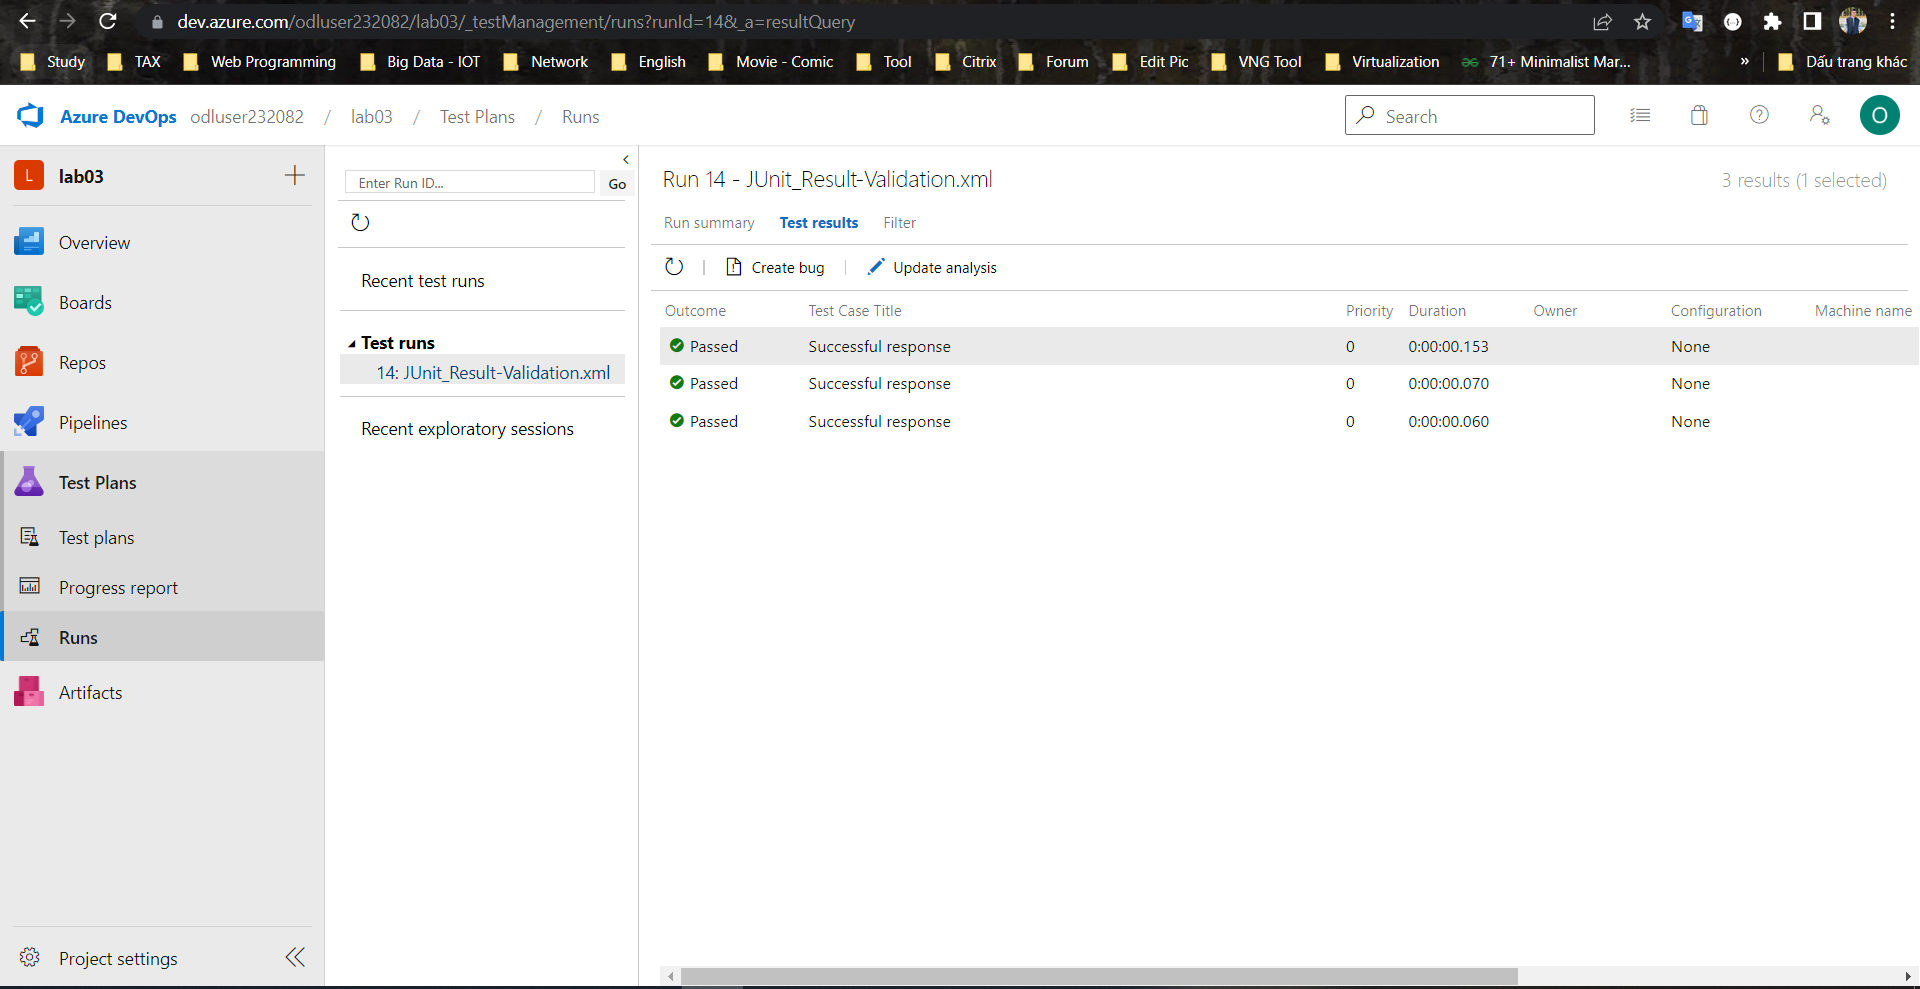 dev.azure.com/odluser232082/lab03/_testManagement/runs?runId=14&_a=resultQuery
Study TAX Web Programming Big Data - IOT Network English Movie - Comic Tool Citrix Forum Edit Pic VNG Tool Virtualization 71+ Minimalist Mar... » Dấu trang khác
Azure DevOps odluser232082 / lab03 / Test Plans / Runs
Search
O
L lab03
Overview
Boards
Repos
Pipelines
Test Plans
Test plans
Progress report
Runs
Artifacts
Project settings
Enter Run ID...
Go
Recent test runs
Test runs
14: JUnit_Result-Validation.xml
Recent exploratory sessions
Run 14 - JUnit_Result-Validation.xml
3 results (1 selected)
Run summary Test results Filter
Create bug Update analysis
Outcome Test Case Title Priority Duration Owner Configuration Machine name
Passed Successful response 0 0:00:00.153 None
Passed Successful response 0 0:00:00.070 None
Passed Successful response 0 0:00:00.060 None